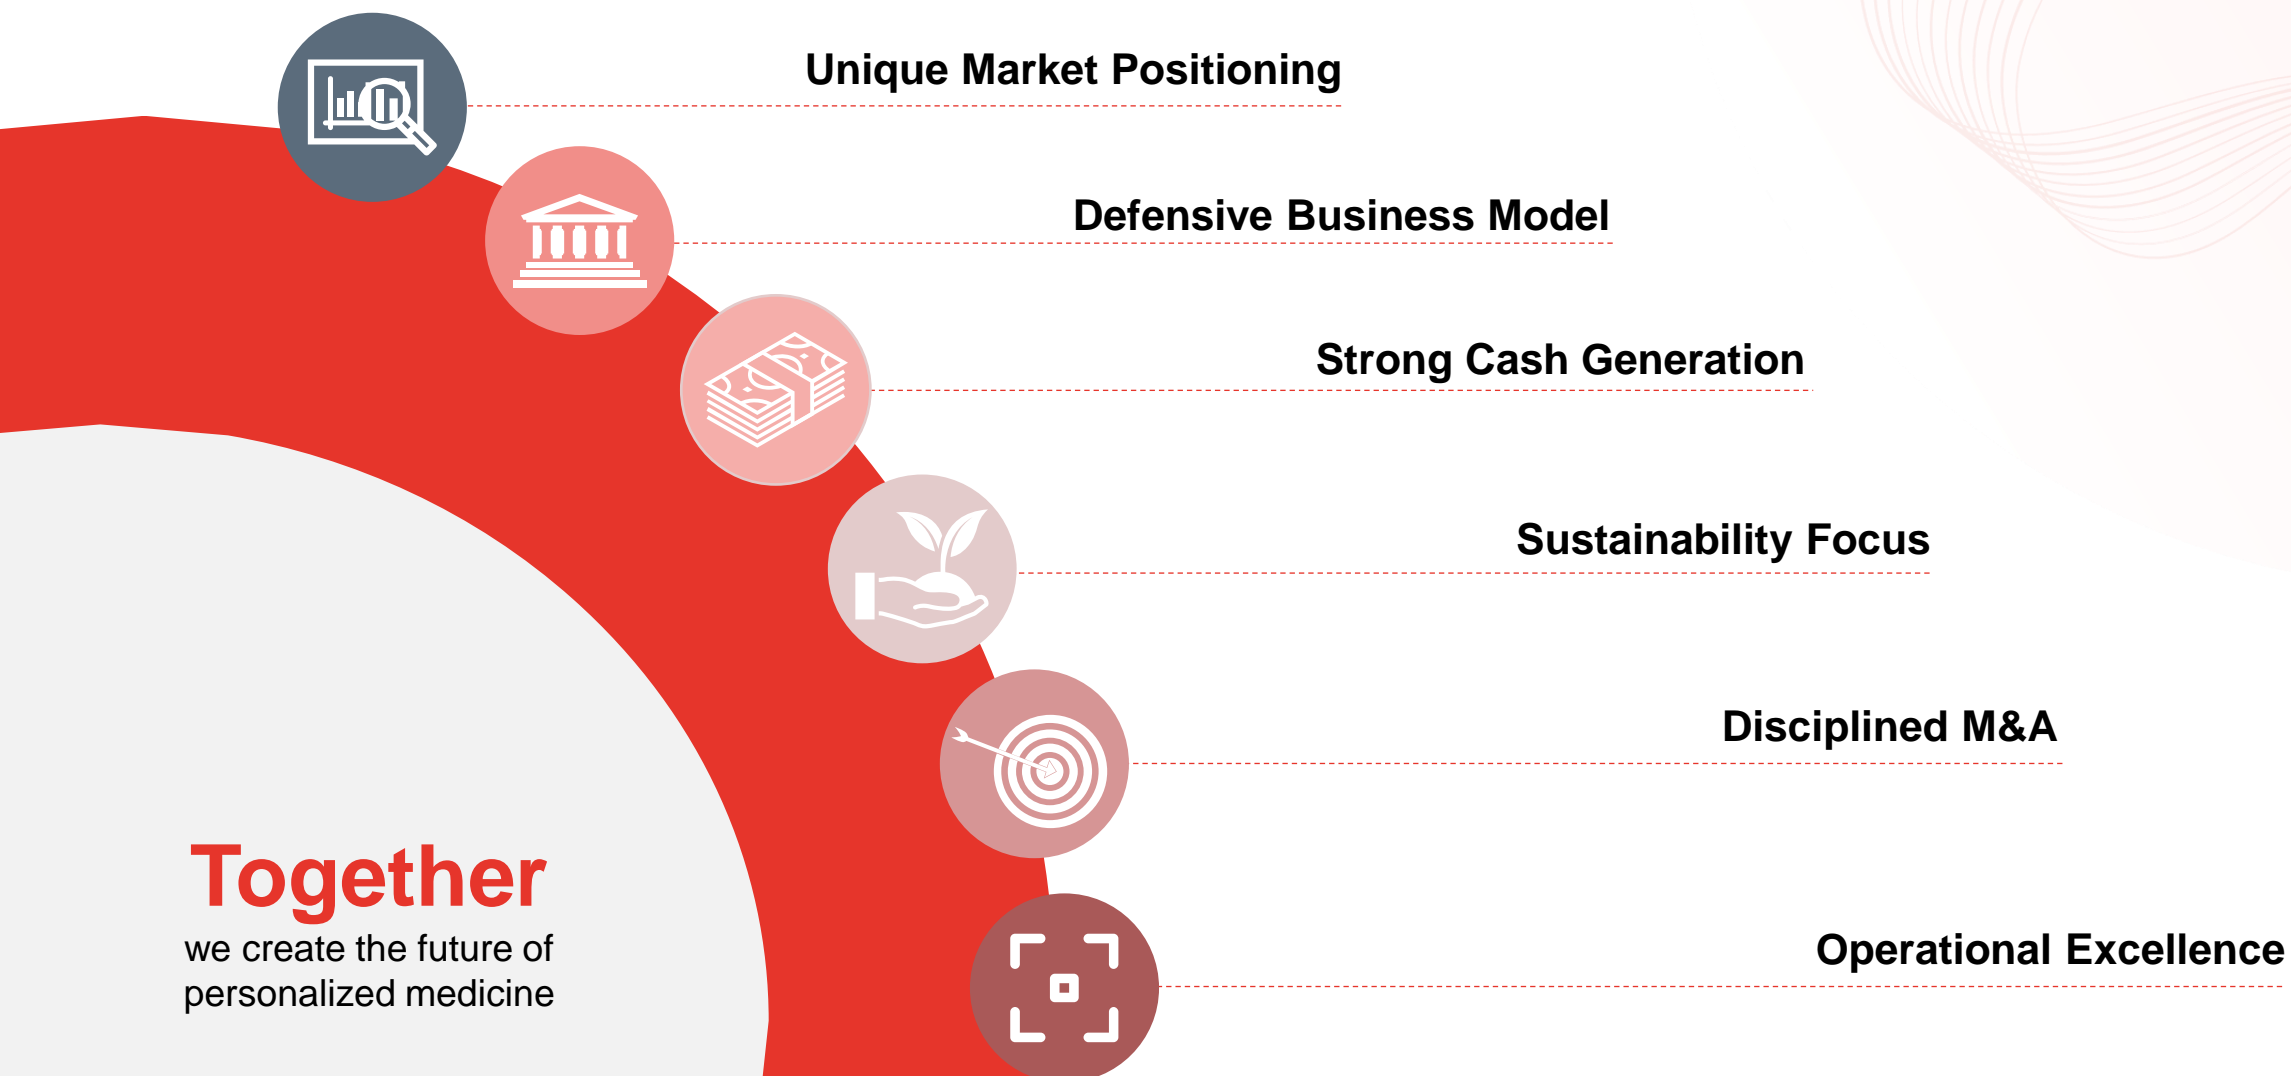 Unique Market Positioning
Defensive Business Model
Strong Cash Generation
Sustainability Focus
Disciplined M&A
Together
we create the future of
personalized medicine
Operational Excellence